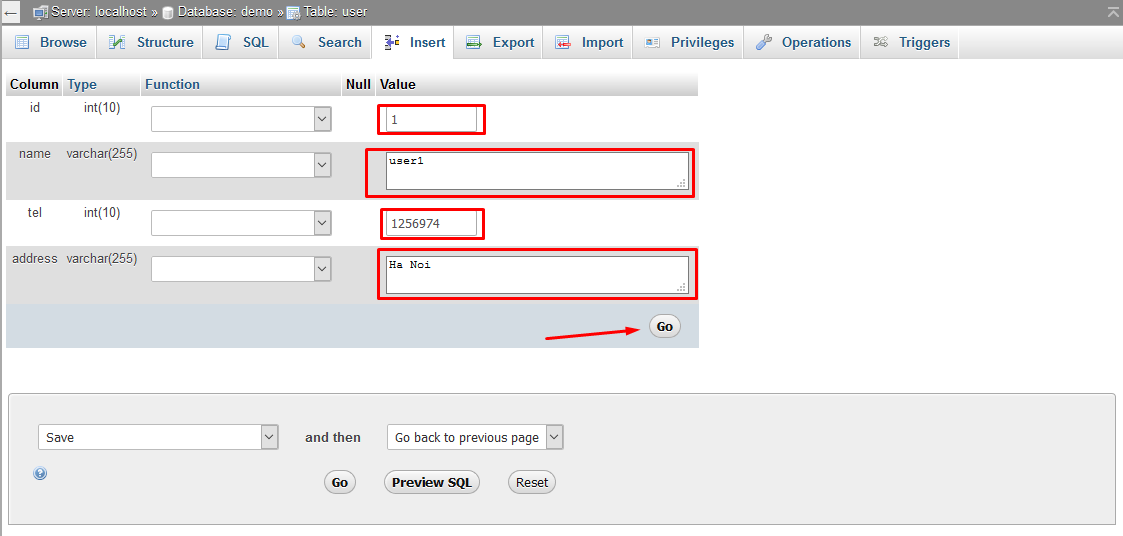 Server: localhost » Database: demo » Table: user
Browse Structure SQL Search Insert Export Import Privileges Operations Triggers
Column Type Function Null Value
id int(10) 1
name varchar(255) user1
tel int(10) 1256974
address varchar(255) Ha Noi
Go
Save and then Go back to previous page
Go Preview SQL Reset